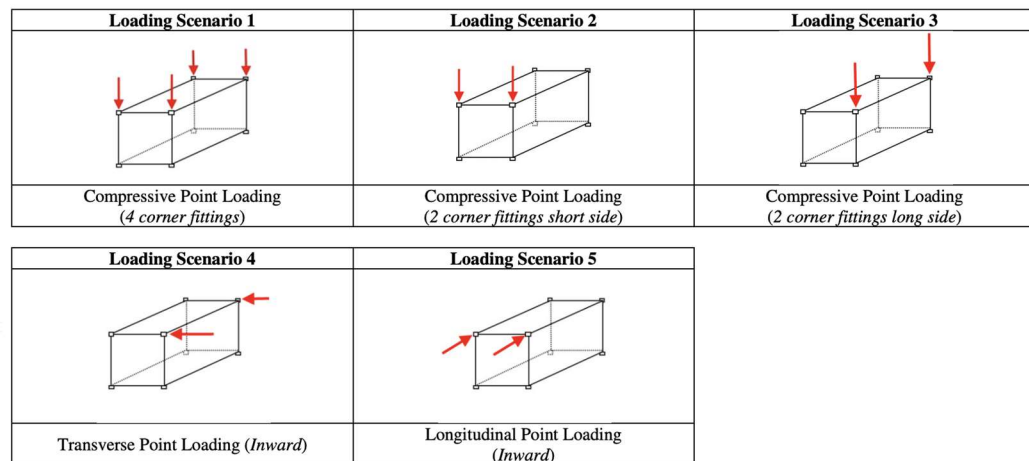 Loading Scenario 1
Loading Scenario 2
Loading Scenario 3
Compressive Point Loading
(4 corner fittings)
Compressive Point Loading
(2 corner fittings short side)
Compressive Point Loading
(2 corner fittings long side)
Loading Scenario 4
Loading Scenario 5
Transverse Point Loading (Inward)
Longitudinal Point Loading
(Inward)